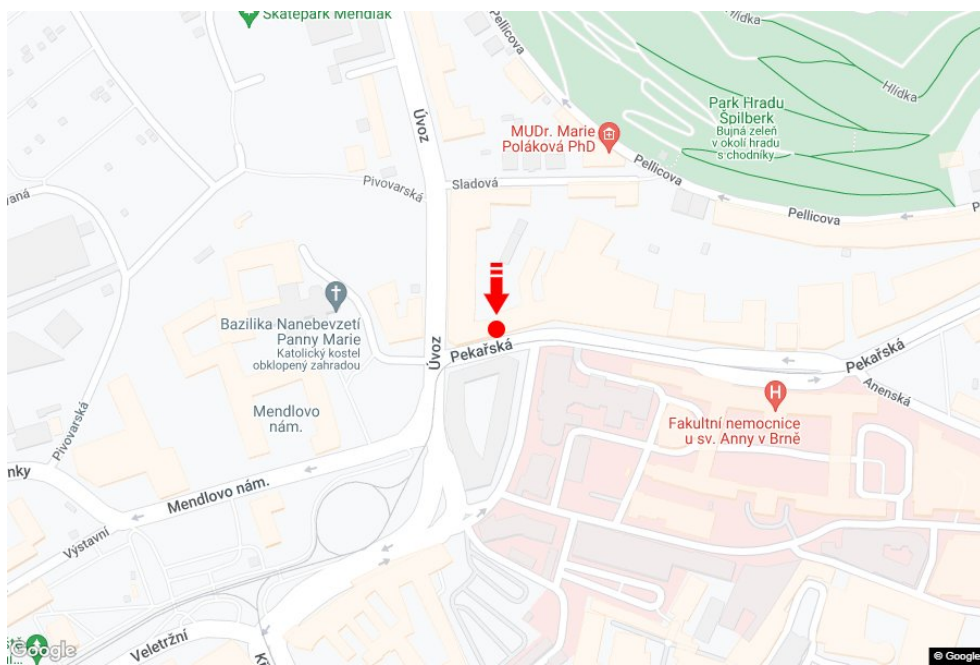 Skatepark Mendlák
Hlídka
Pellicova
Úvoz
Hlídka
Park Hradu
Špilberk
Bujná zeleň
v okolí hradu
s chodníky
MUDr. Marie
Poláková PhD
Pellicova
Pivovarská
Sladová
Pellicova
Bazilika Nanebevzetí
Panny Marie
Katolický kostel
obklopený zahradou
Úvoz
Pekařská
Pekařská
Anenská
Mendlovo
nám.
Fakultní nemocnice
u sv. Anny v Brně
Pivovarská
Mendlovo nám.
Výstavní
Veletržní
Google
© Google